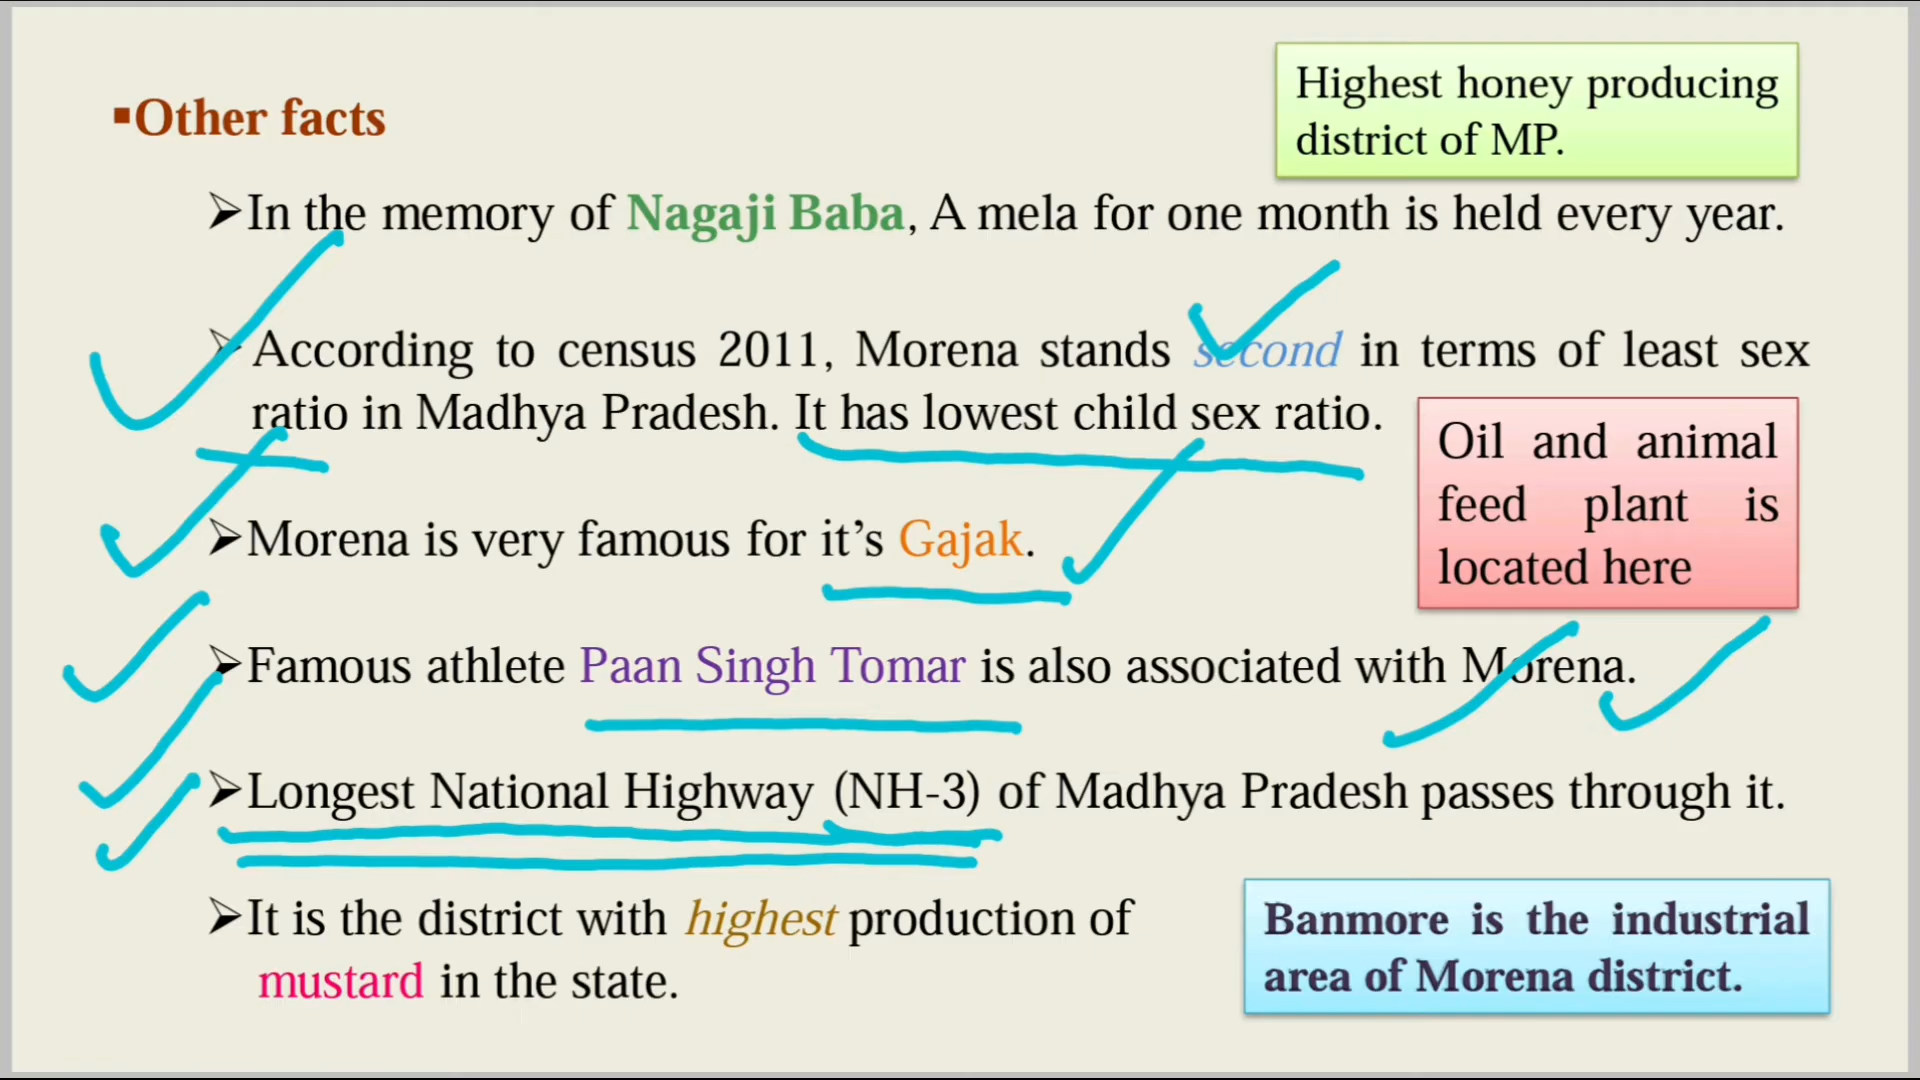 ▪Other facts
Highest honey producing
district of MP.
➢In the memory of Nagaji Baba, A mela for one month is held every year.
➢According to census 2011, Morena stands second in terms of least sex
ratio in Madhya Pradesh. It has lowest child sex ratio.
Oil and animal
feed plant is
located here
➢Morena is very famous for it’s Gajak.
➢Famous athlete Paan Singh Tomar is also associated with Morena.
➢Longest National Highway (NH-3) of Madhya Pradesh passes through it.
➢It is the district with highest production of
mustard in the state.
Banmore is the industrial
area of Morena district.